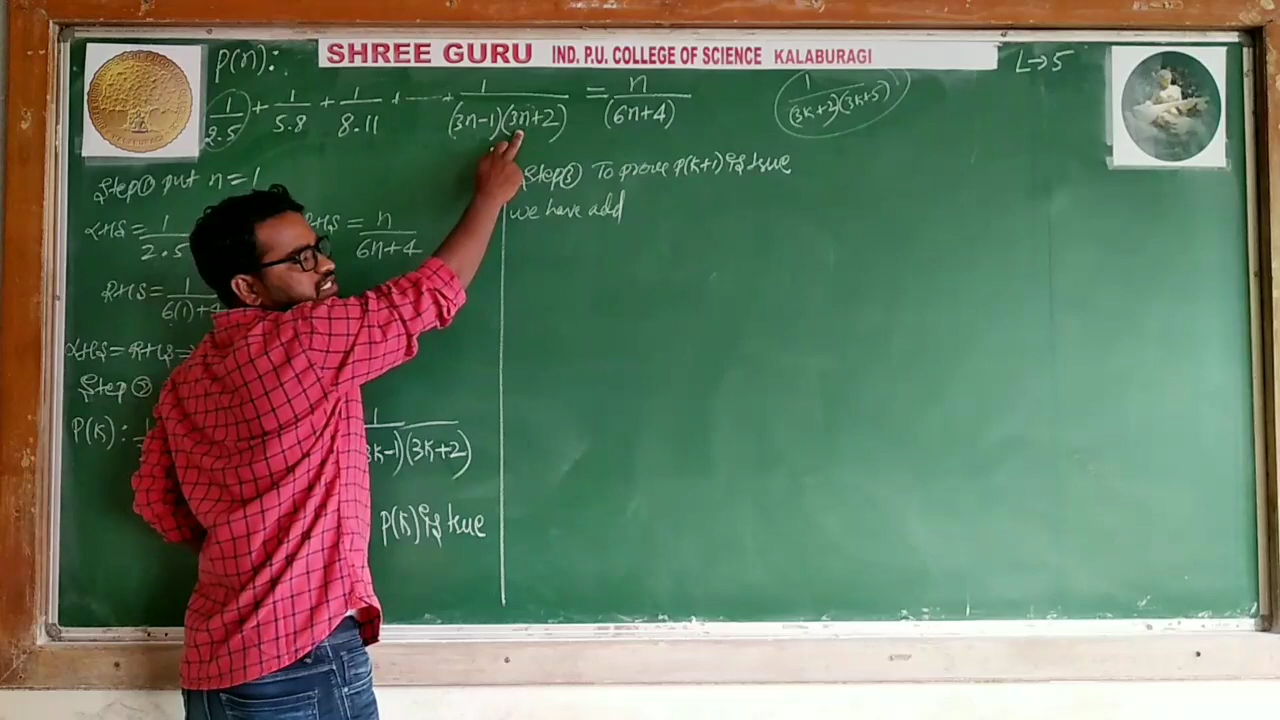 SHREE GURU IND. P.U. COLLEGE OF SCIENCE KALABURAGI
P(n):
L→5
1/2.5 + 1/5.8 + 1/8.11 + ---- + 1/(3n-1)(3n+2) = n/(6n+4)
1/(3k+2)(3k+5)
Step① put n=1
LHS = 1/2.5
RHS = n/6n+4
RHS = 1/6(1)+4
LHS = RHS ⇒
Step ②
P(k):
1/(3k-1)(3k+2)
P(k) is true
Step③ To prove P(k+1) is true
we have add